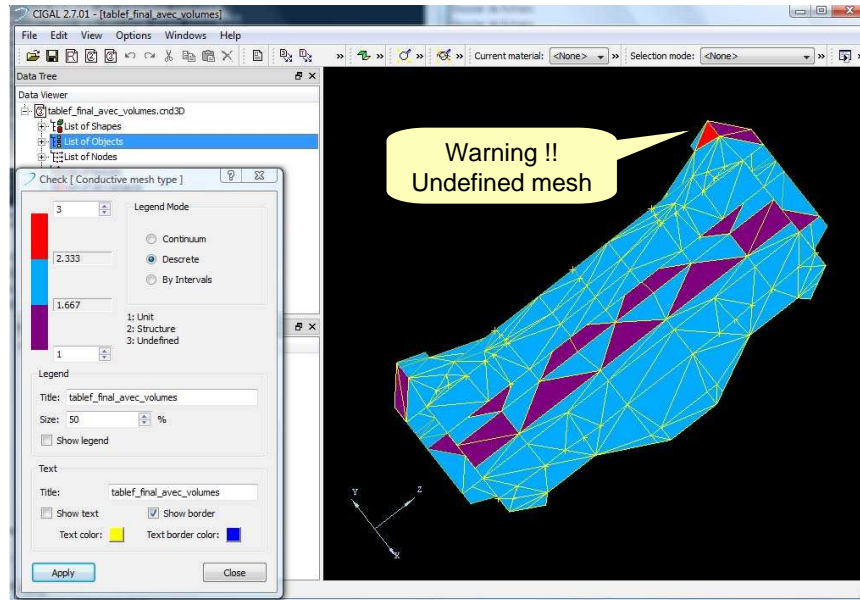 CIGAL 2.7.01 - [tablef_final_avec_volumes]
File Edit View Options Windows Help
» » » » Current material: <None> » Selection mode: <None> »
Data Tree
Data Viewer
tablef_final_avec_volumes.cnd3D
List of Shapes
List of Objects
List of Nodes
Warning !!
Undefined mesh
Check [ Conductive mesh type ]
3
Legend Mode
Continuum
2.333
Descrete
By Intervals
1.667
1: Unit
2: Structure
3: Undefined
1
Legend
Title: tablef_final_avec_volumes
Size: 50 %
Show legend
Text
Title: tablef_final_avec_volumes
Show text Show border
Text color: Text border color:
Apply Close
Y
Z
X